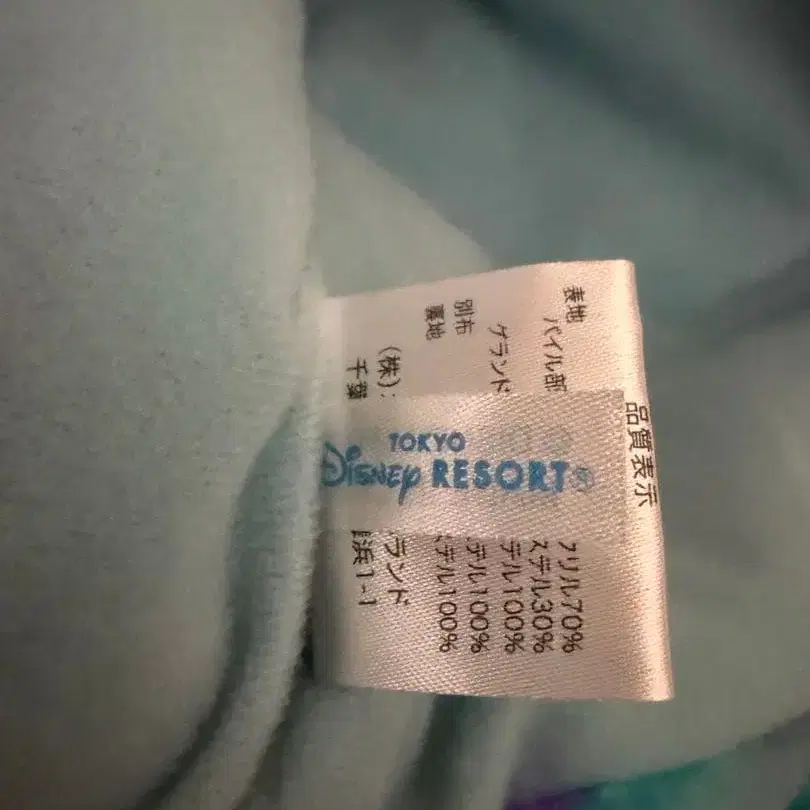 TOKYO
Disney RESORT®
品質表示
表地
パイル部
クリル70%
ステル30%
グランド
テル100%
別布
テル100%
裏地
ステル100%
(株)
ランド
千葉
浜1-1